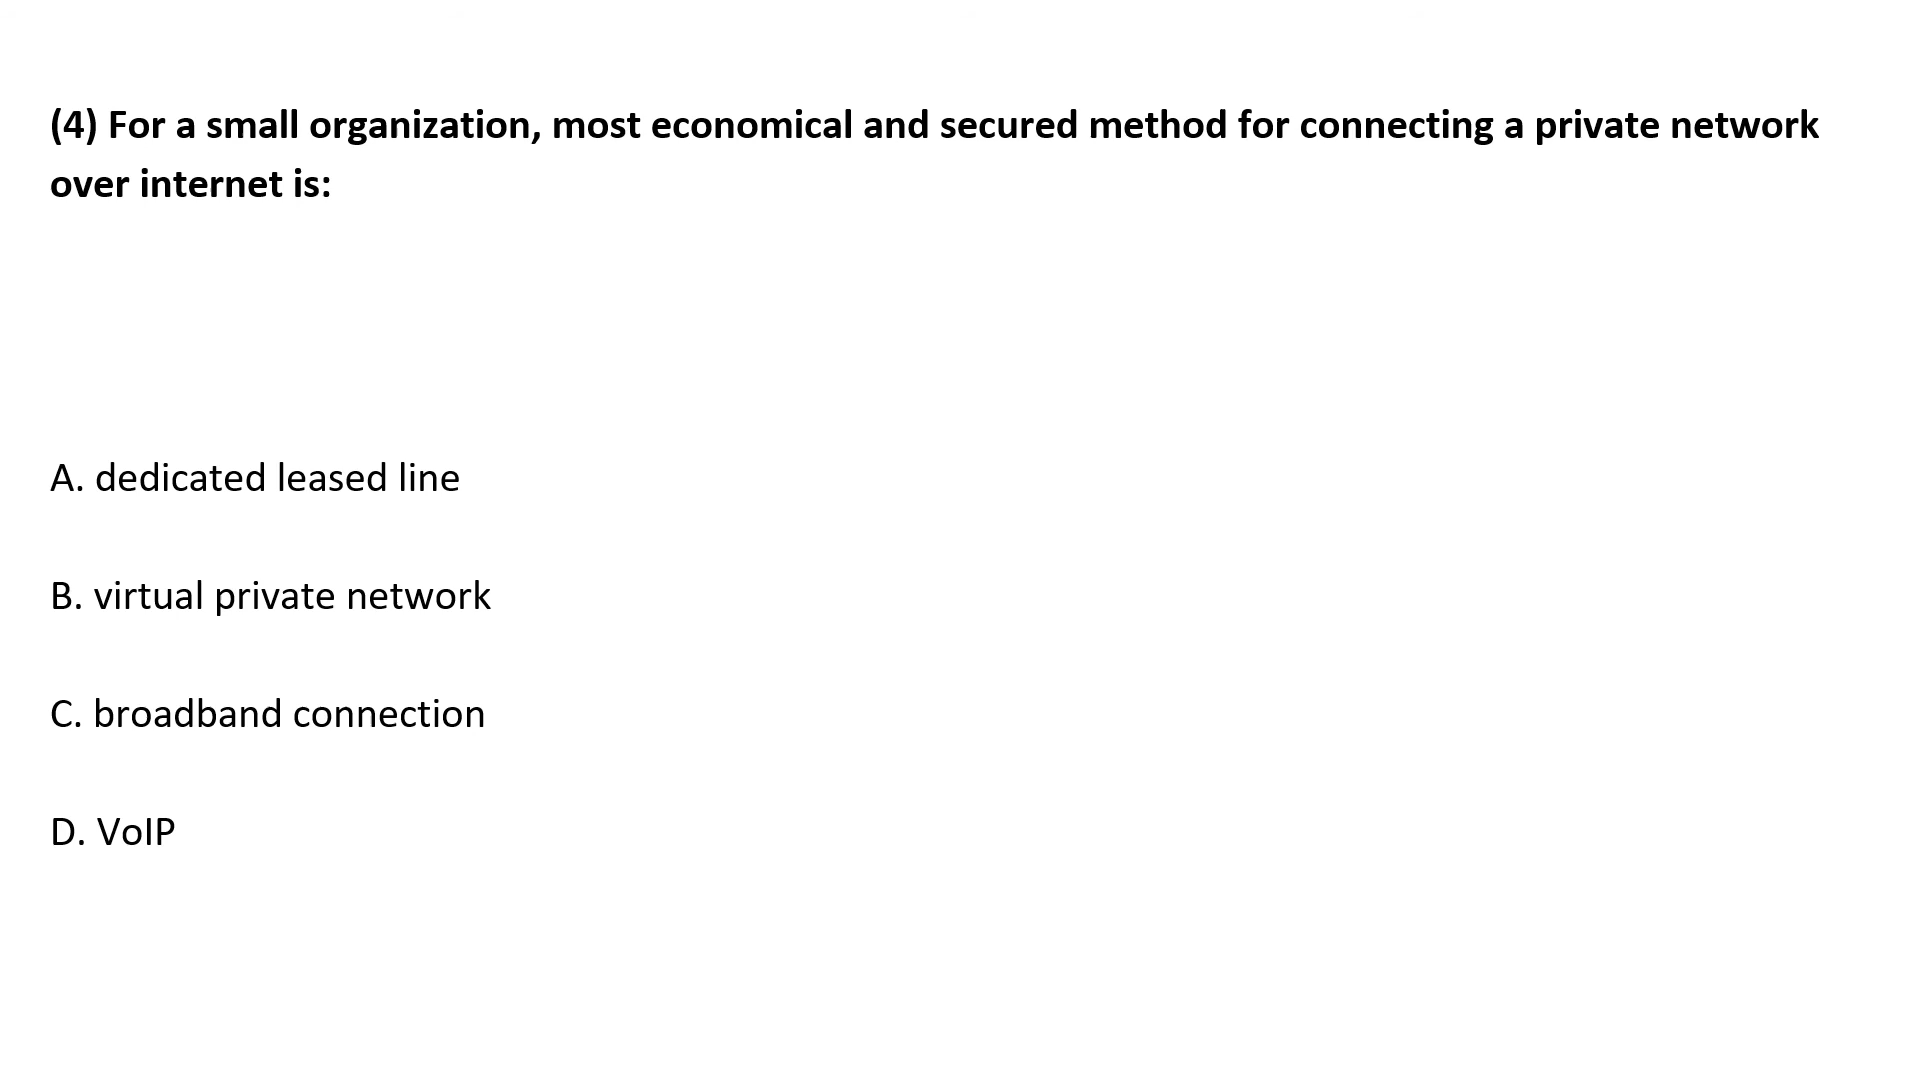 (4) For a small organization, most economical and secured method for connecting a private network
over internet is:
A. dedicated leased line
B. virtual private network
C. broadband connection
D. VoIP